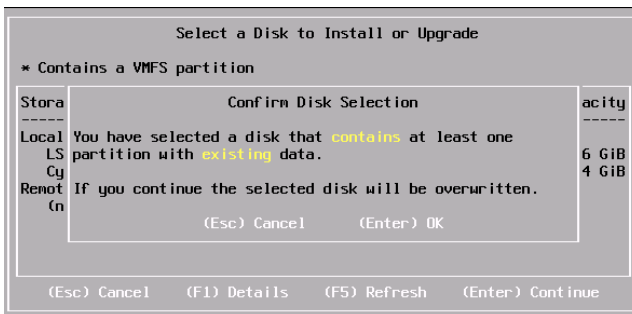 Select a Disk to Install or Upgrade
* Contains a VMFS partition
Stora Confirm Disk Selection acity
----- -----
Local You have selected a disk that contains at least one
LS partition with existing data. 6 GiB
Cy 4 GiB
Remot If you continue the selected disk will be overwritten.
(n
(Esc) Cancel (Enter) OK
(Esc) Cancel (F1) Details (F5) Refresh (Enter) Continue